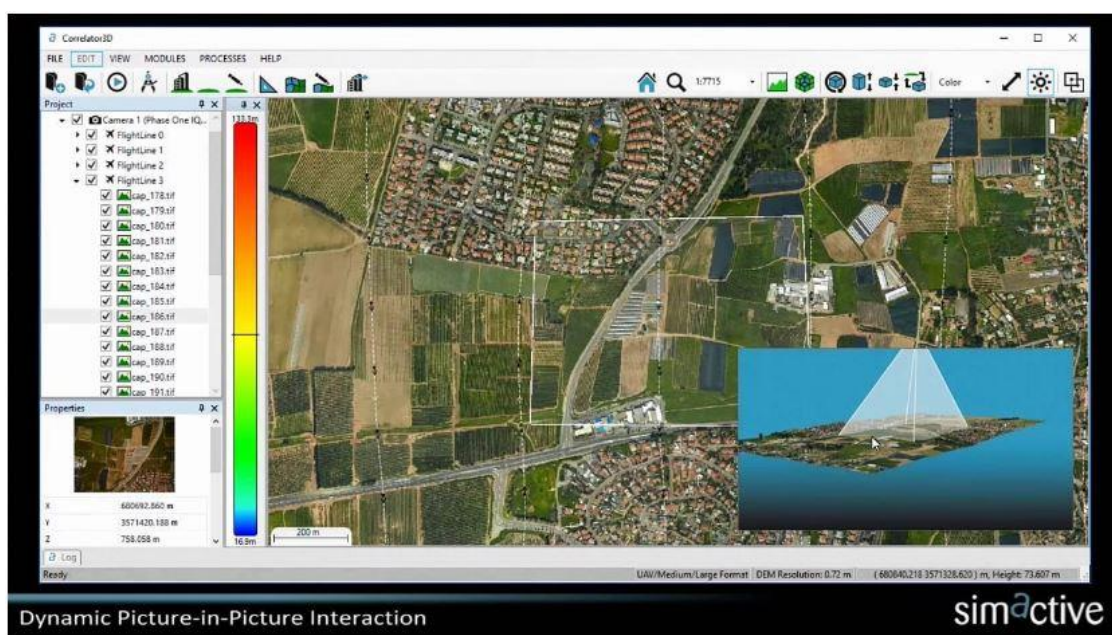 Correlator3D
FILE EDIT VIEW MODULES PROCESSES HELP
1:7715
Color
Project
Camera 1 (Phase One IQ...
FlightLine 0
FlightLine 1
FlightLine 2
FlightLine 3
cap_178.tif
cap_179.tif
cap_180.tif
cap_181.tif
cap_182.tif
cap_183.tif
cap_184.tif
cap_185.tif
cap_186.tif
cap_187.tif
cap_188.tif
cap_189.tif
cap_190.tif
cap_191.tif
133.3m
16.9m
200 m
Properties
X 680692.860 m
Y 3571420.188 m
Z 758.058 m
Log
Ready
UAV/Medium/Large Format DEM Resolution: 0.72 m ( 680840.218 3571328.620 ) m, Height: 73.607 m
Dynamic Picture-in-Picture Interaction
simactive